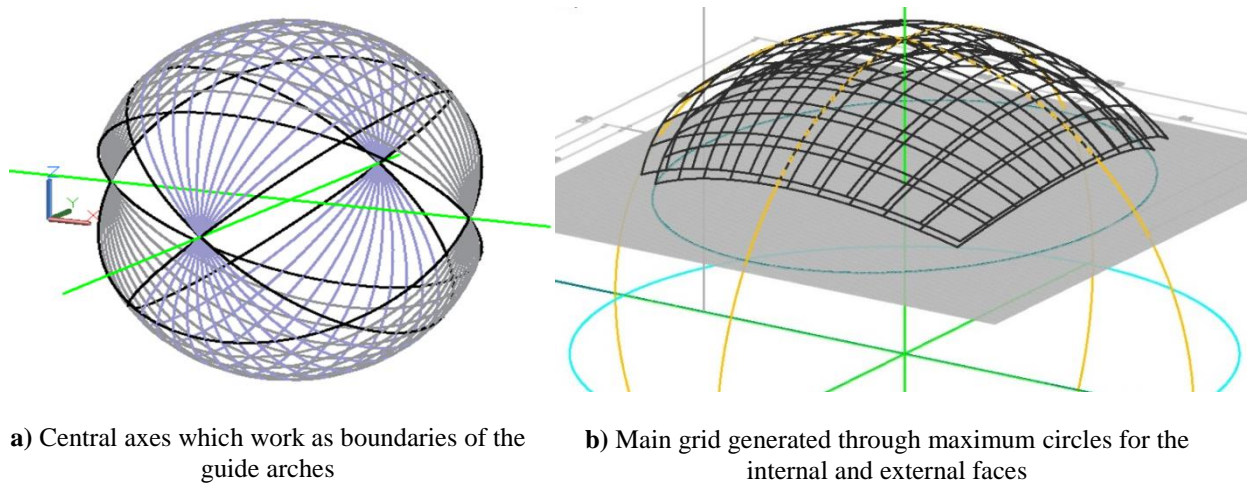 Z
Y
X
a) Central axes which work as boundaries of the
guide arches
b) Main grid generated through maximum circles for the
internal and external faces